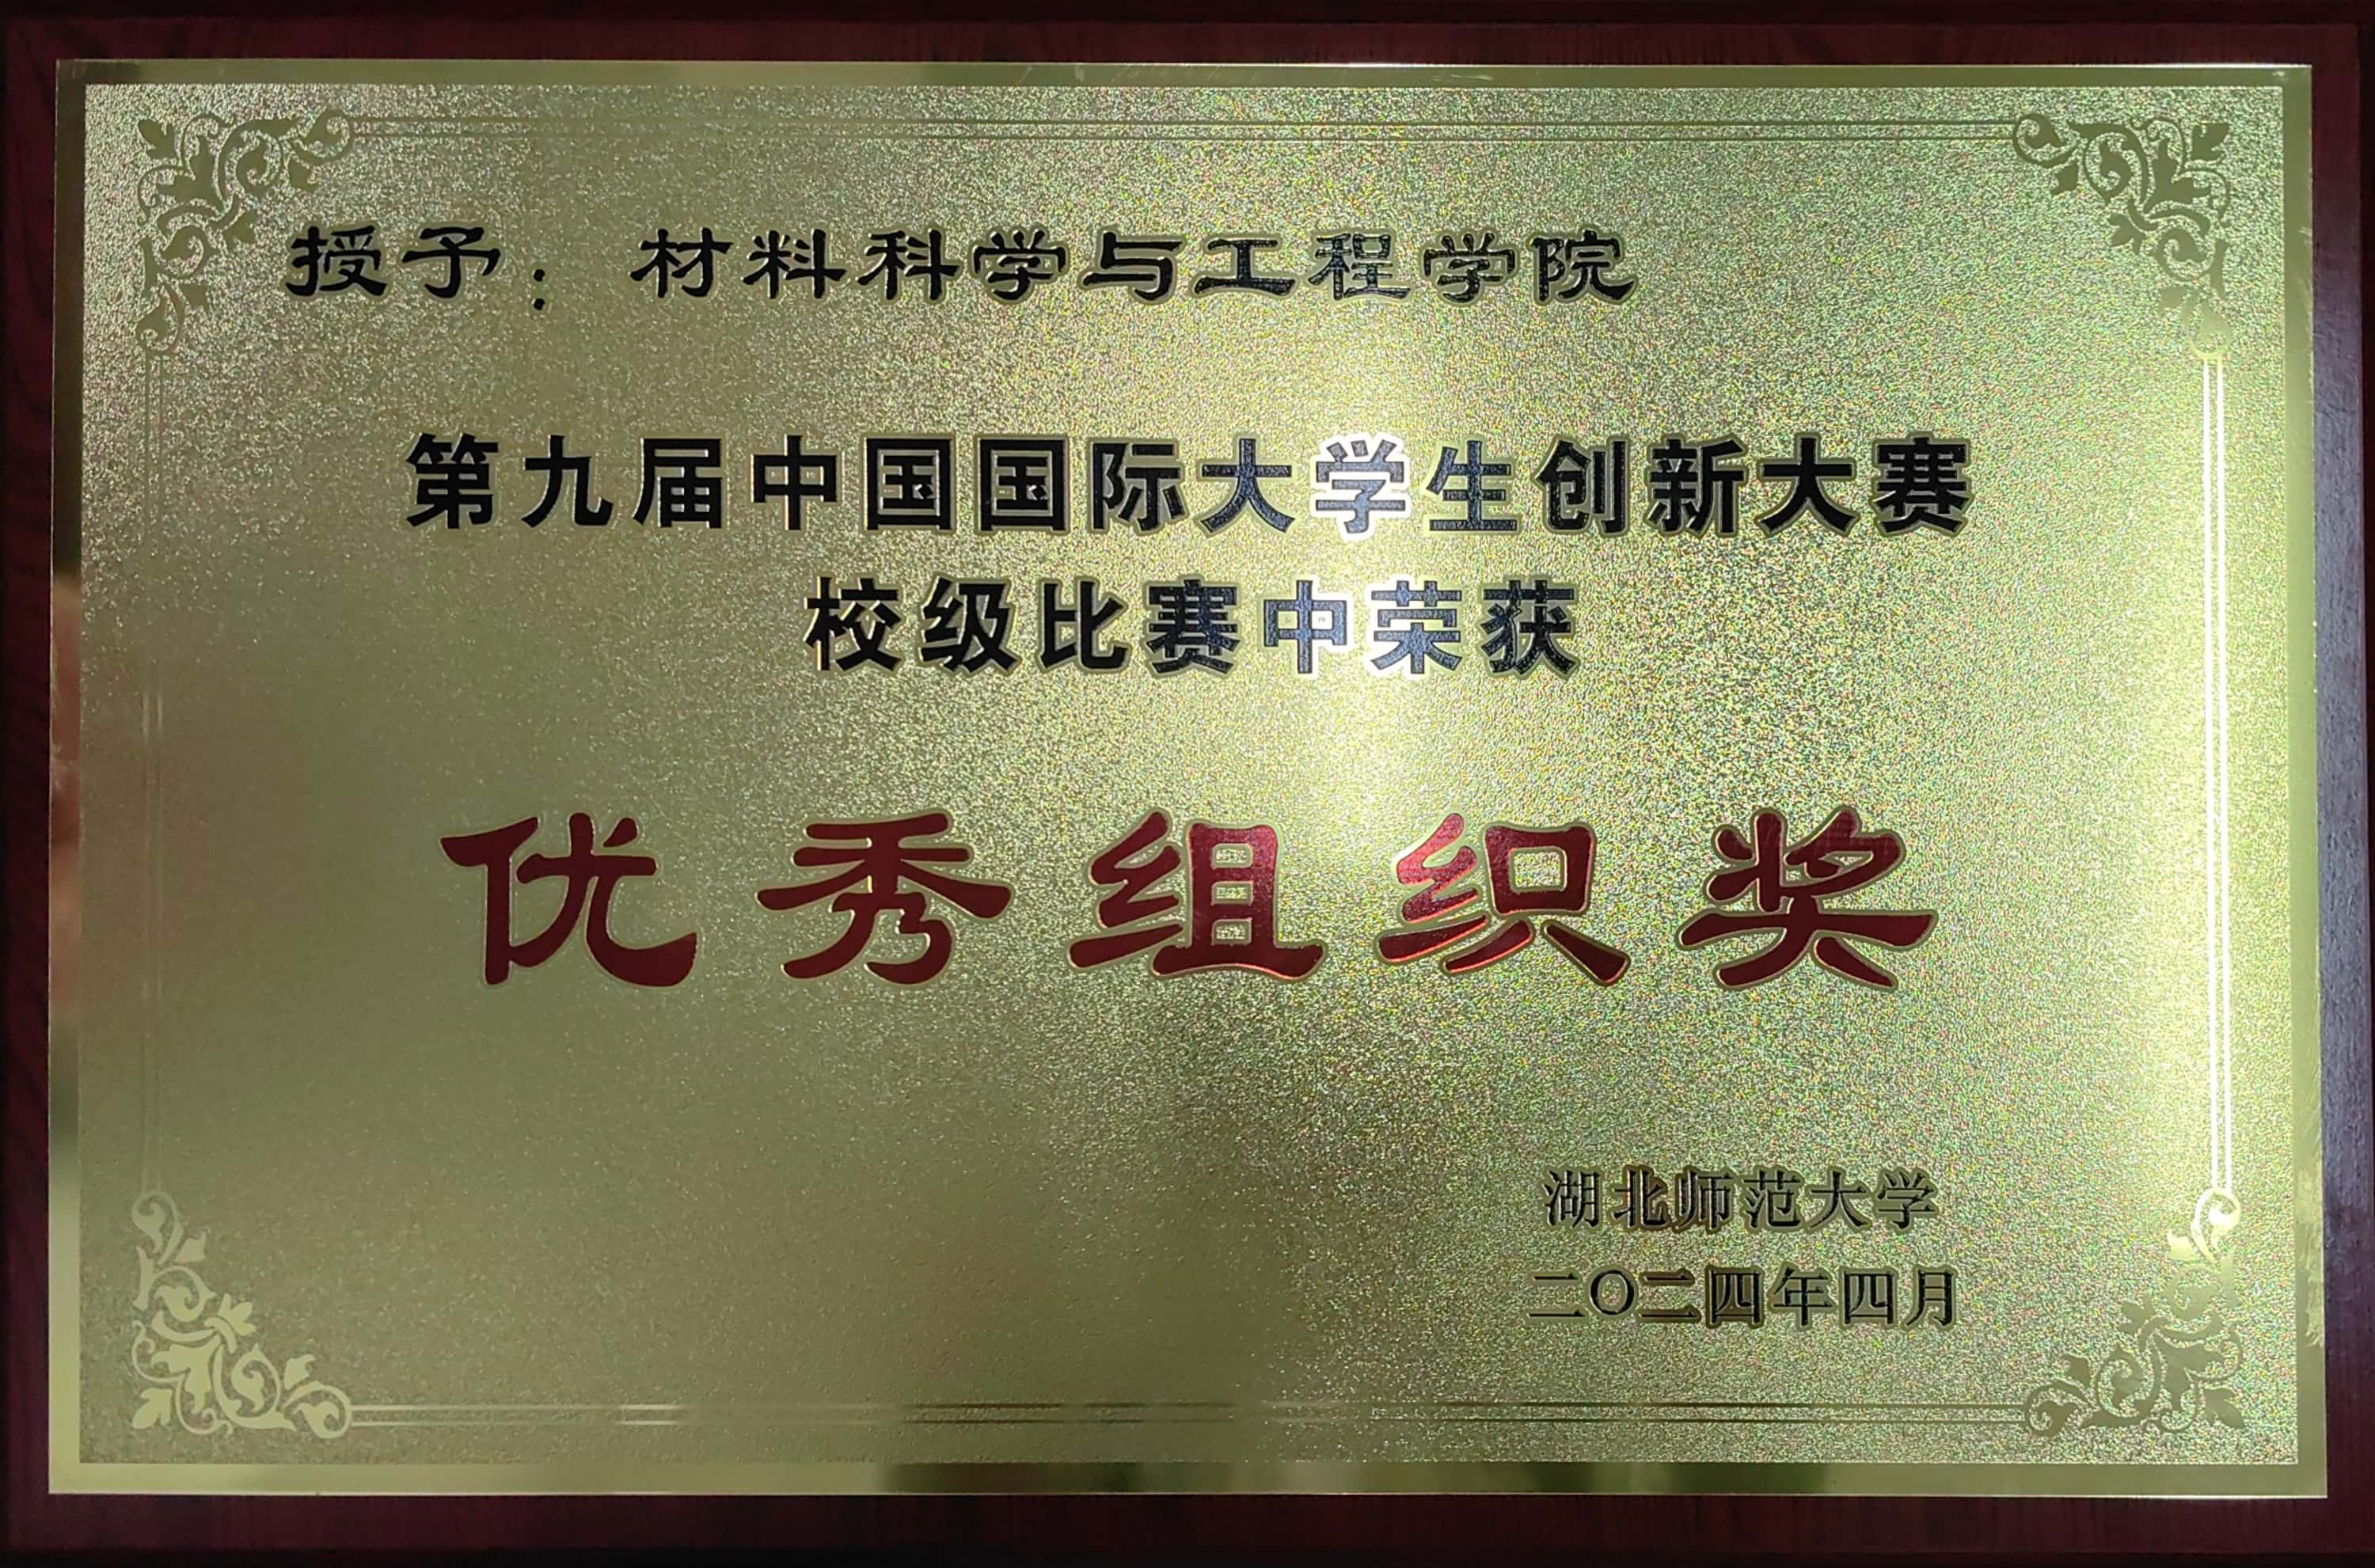 授予：材料科学与工程学院
第九届中国国际大学生创新大赛
校级比赛中荣获
优秀组织奖
湖北师范大学
二〇二四年四月